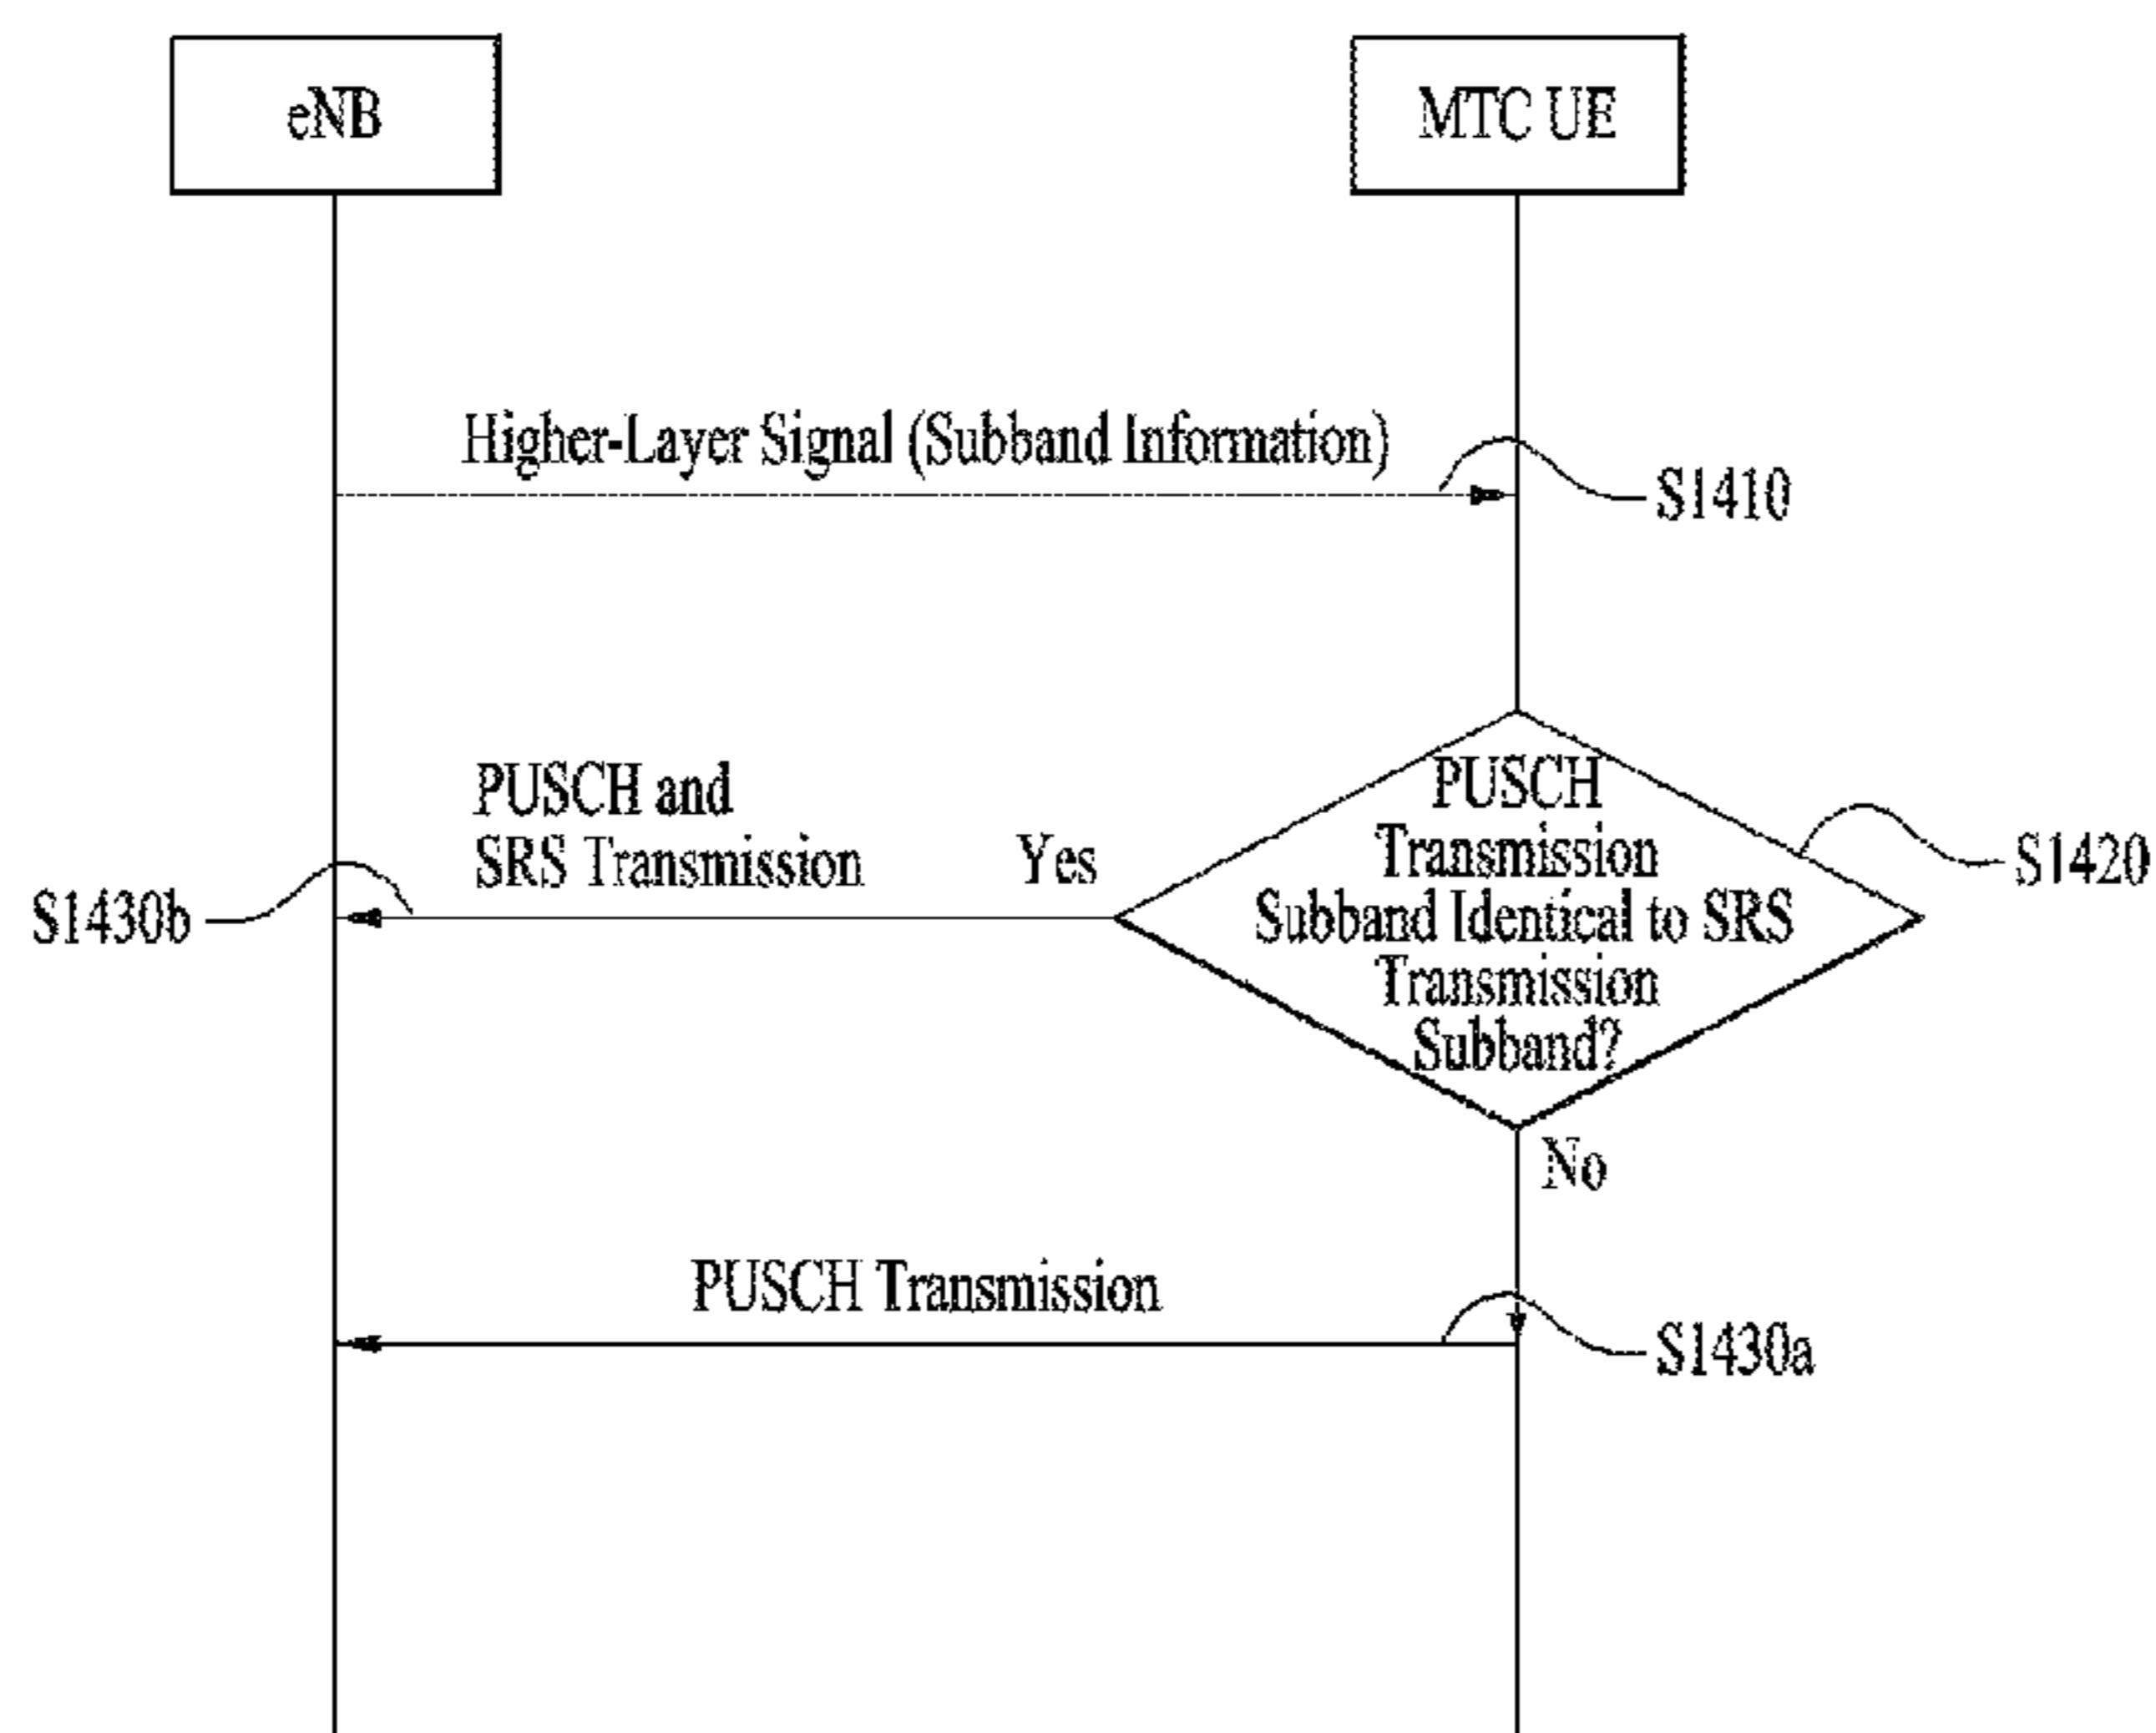 eNB
MTC UE
Higher-Layer Signal (Subband Information)
S1410
PUSCH and
SRS Transmission
Yes
PUSCH
Transmission
Subband Identical to SRS
Transmission
Subband?
S1420
S1430b
No
PUSCH Transmission
S1430a